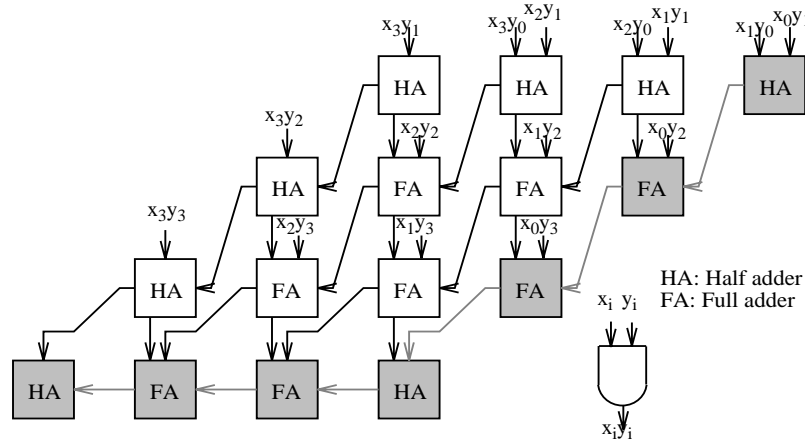 x₃y₁ x₃y₀ x₂y₁ x₂y₀ x₁y₁ x₁y₀ x₀y
HA HA HA HA
x₃y₂ x₂y₂ x₁y₂ x₀y₂
HA FA FA FA
x₃y₃ x₂y₃ x₁y₃ x₀y₃
HA FA FA FA
HA: Half adder
FA: Full adder
xᵢ yᵢ
HA FA FA HA
xᵢyᵢ